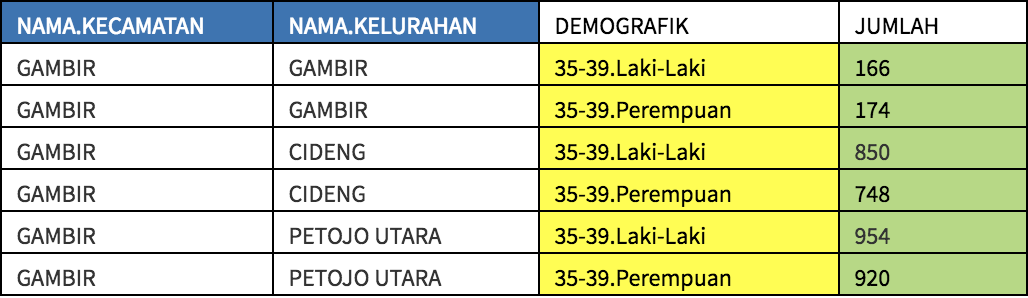 NAMA.KECAMATAN NAMA.KELURAHAN DEMOGRAFIK JUMLAH
GAMBIR GAMBIR 35-39.Laki-Laki 166
GAMBIR GAMBIR 35-39.Perempuan 174
GAMBIR CIDENG 35-39.Laki-Laki 850
GAMBIR CIDENG 35-39.Perempuan 748
GAMBIR PETOJO UTARA 35-39.Laki-Laki 954
GAMBIR PETOJO UTARA 35-39.Perempuan 920